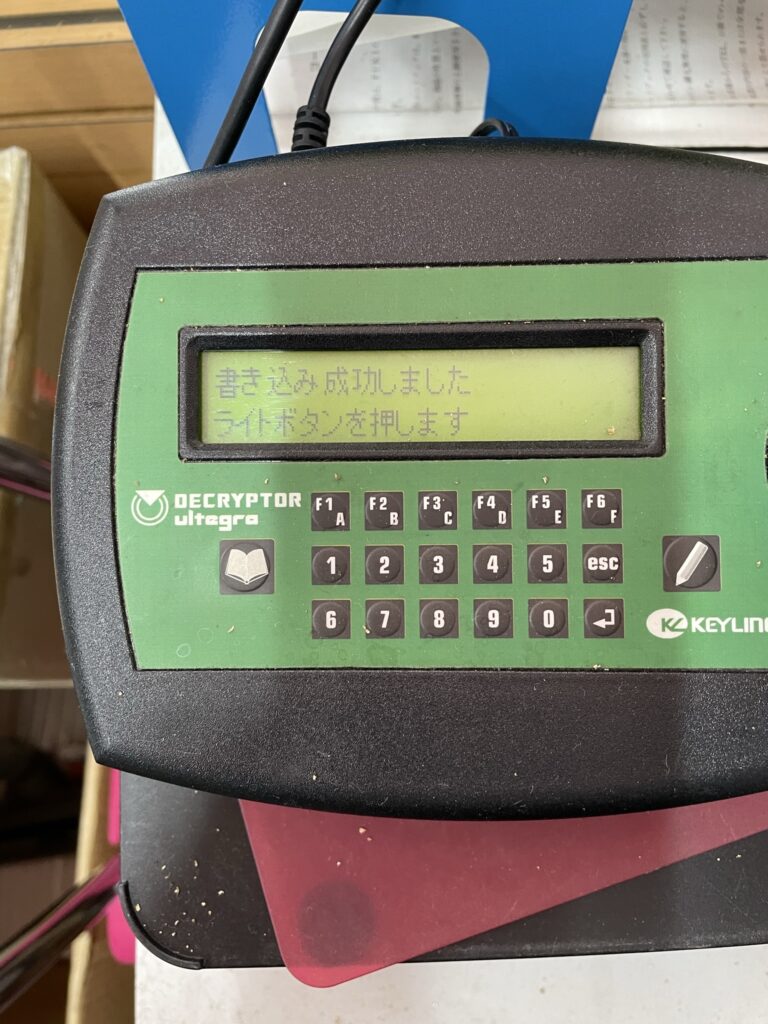 書き込み成功しました
ライトボタンを押します
DECRYPTOR
ultegra
F1 A F2 B F3 C F4 D F5 E F6 F
1 2 3 4 5 esc
6 7 8 9 0
KEYLIN